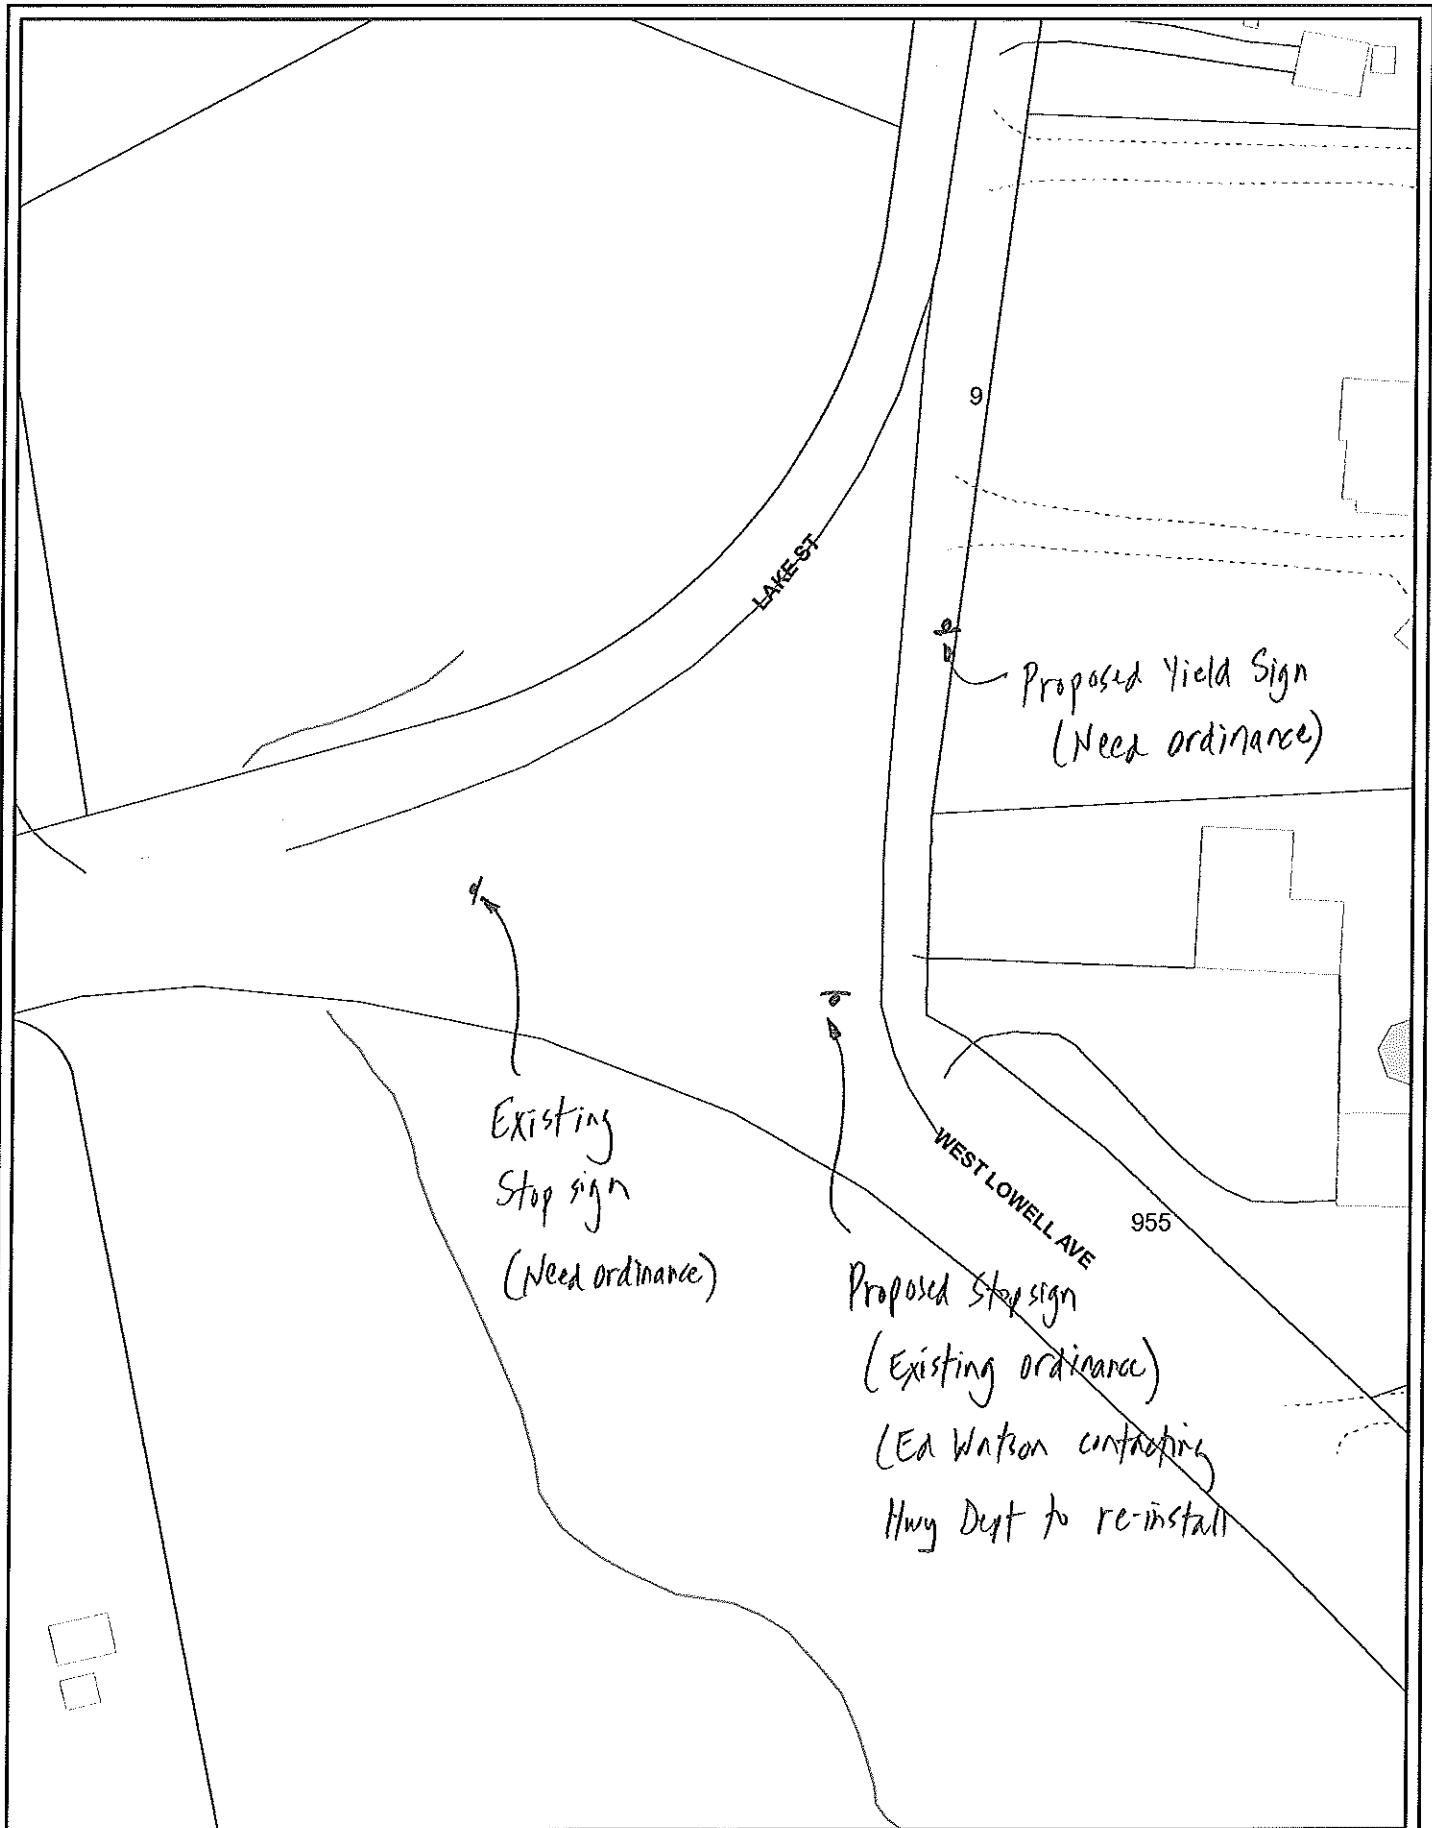 9
LAKE ST
Proposed Yield Sign
(Need ordinance)
Existing
Stop sign
(Need ordinance)
WEST LOWELL AVE
955
Proposed Stop sign
(Existing ordinance)
(Ed Watson contacting
Hwy Dept to re-install